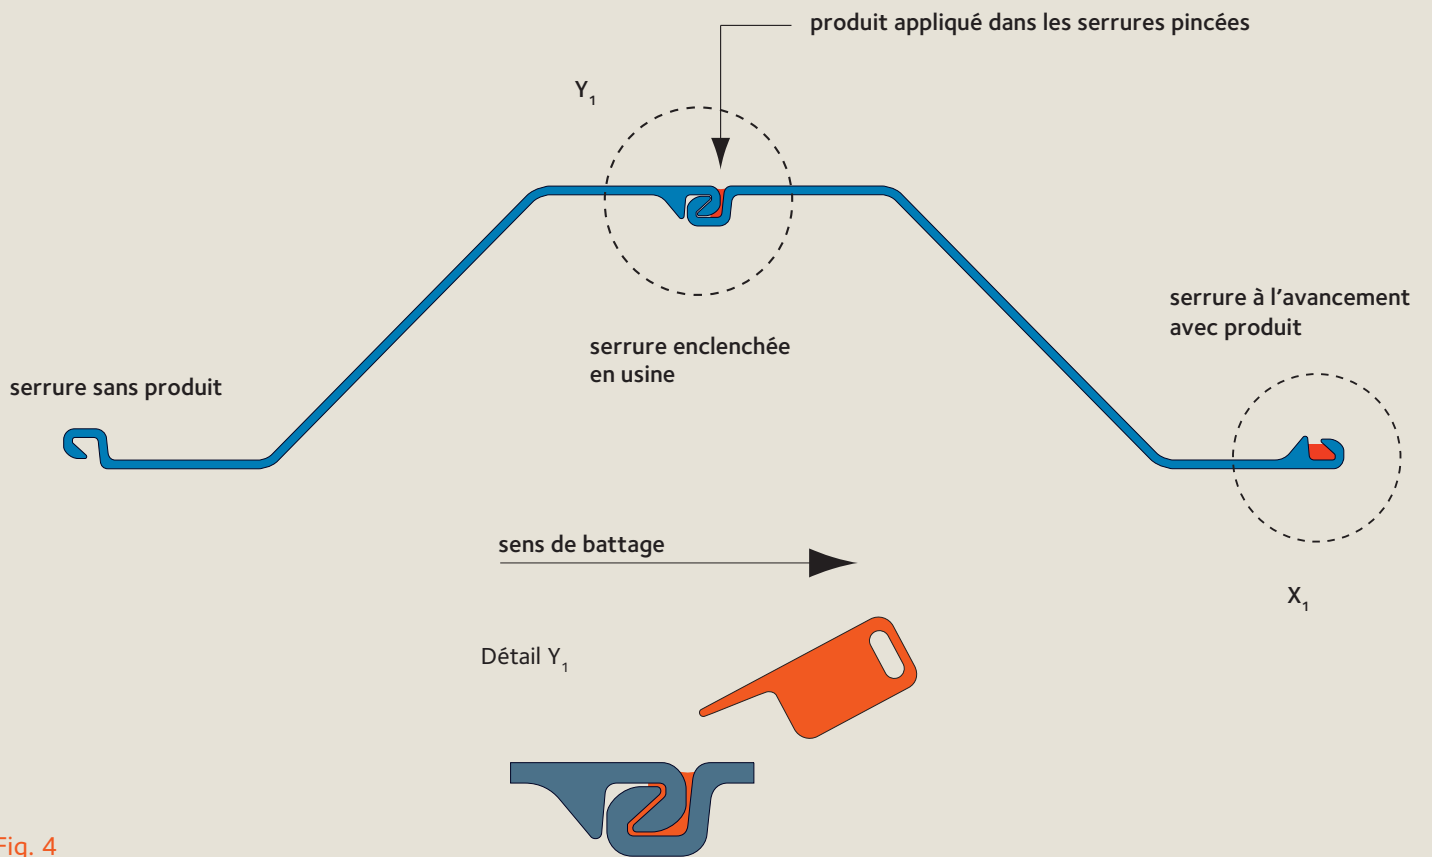 produit appliqué dans les serrures pincées
Y₁
serrure à l’avancement
avec produit
serrure enclenchée
en usine
serrure sans produit
sens de battage
X₁
Détail Y₁
Fig. 4